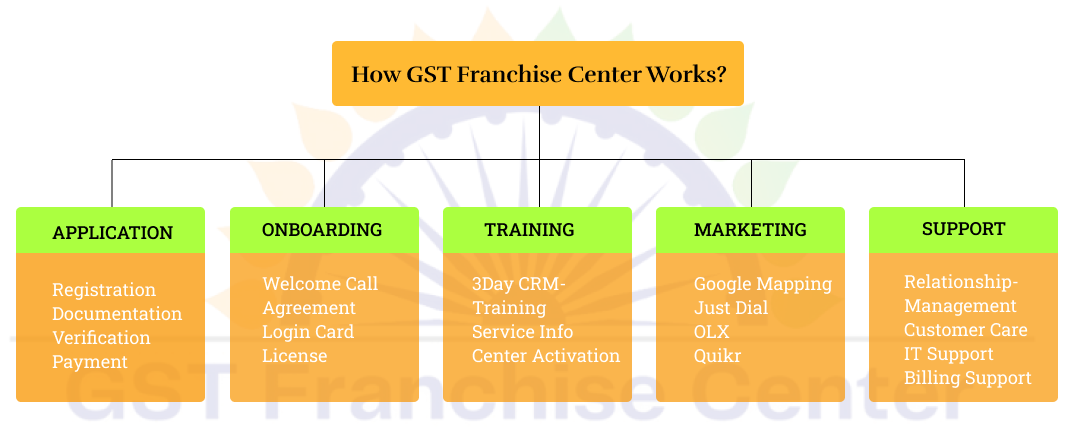 How GST Franchise Center Works?
APPLICATION
Registration
Documentation
Verification
Payment
ONBOARDING
Welcome Call
Agreement
Login Card
License
TRAINING
3Day CRM-
Training
Service Info
Center Activation
MARKETING
Google Mapping
Just Dial
OLX
Quikr
SUPPORT
Relationship-
Management
Customer Care
IT Support
Billing Support
GST Franchise Center